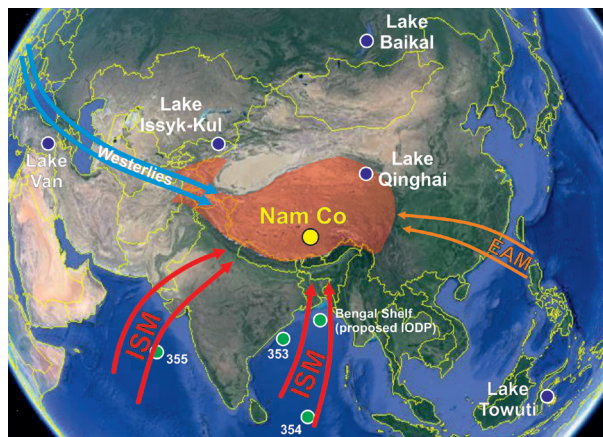 Lake
Baikal
Lake
Issyk-Kul
Lake
Van
Westerlies
Lake
Qinghai
Nam Co
EAM
ISM
355
353
Bengal Shelf
(proposed IODP)
ISM
354
Lake
Towuti